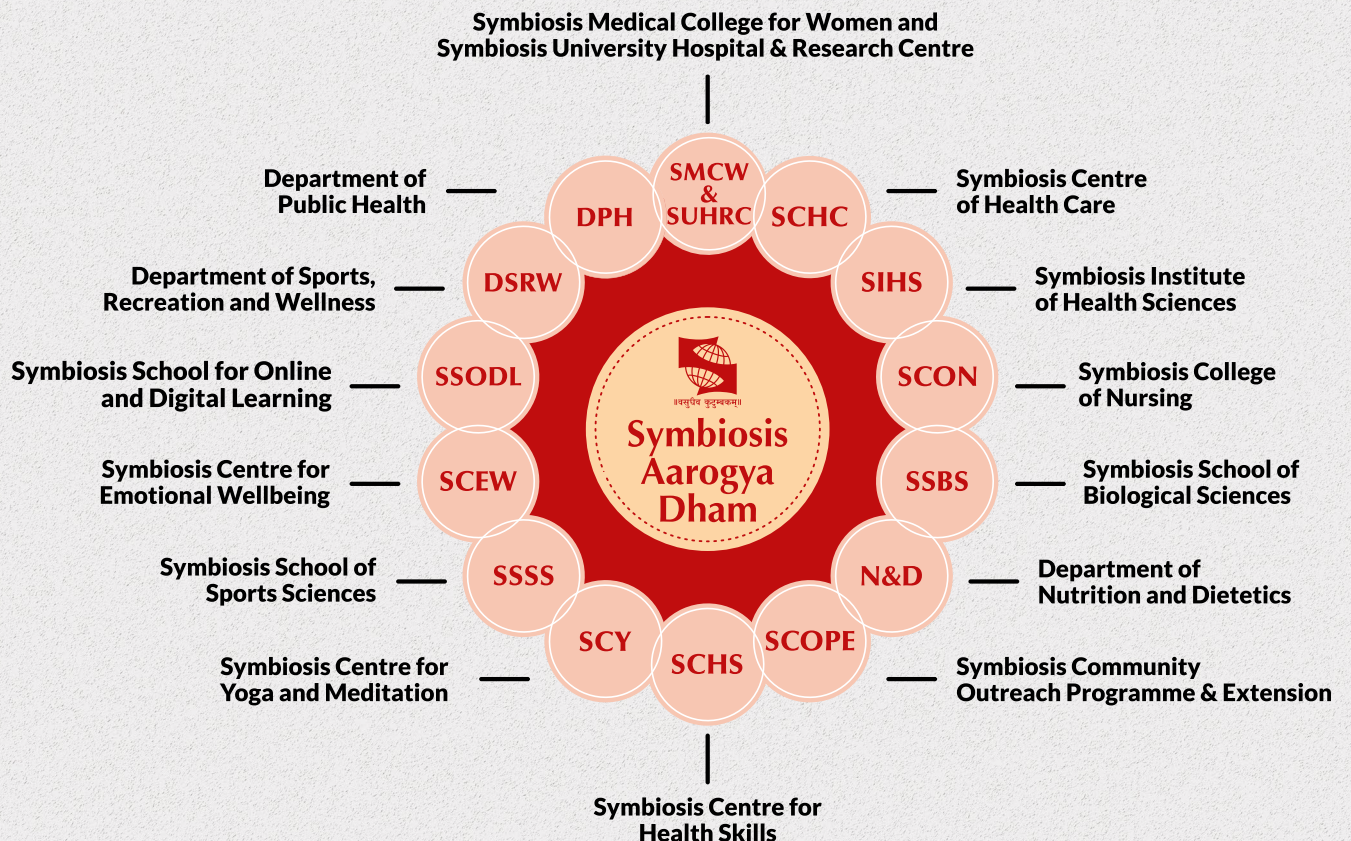 Symbiosis Medical College for Women and
Symbiosis University Hospital & Research Centre
SMCW
&
SUHRC
SCHC
Symbiosis Centre
of Health Care
SIHS
Symbiosis Institute
of Health Sciences
SCON
Symbiosis College
of Nursing
SSBS
Symbiosis School of
Biological Sciences
N&D
Department of
Nutrition and Dietetics
SCOPE
Symbiosis Community
Outreach Programme & Extension
SCHS
Symbiosis Centre for
Health Skills
SCY
Symbiosis Centre for
Yoga and Meditation
SSSS
Symbiosis School of
Sports Sciences
SCEW
Symbiosis Centre for
Emotional Wellbeing
SSODL
Symbiosis School for Online
and Digital Learning
DSRW
Department of Sports,
Recreation and Wellness
DPH
Department of
Public Health
॥वसुधैव कुटुम्बकम्॥
Symbiosis
Aarogya
Dham